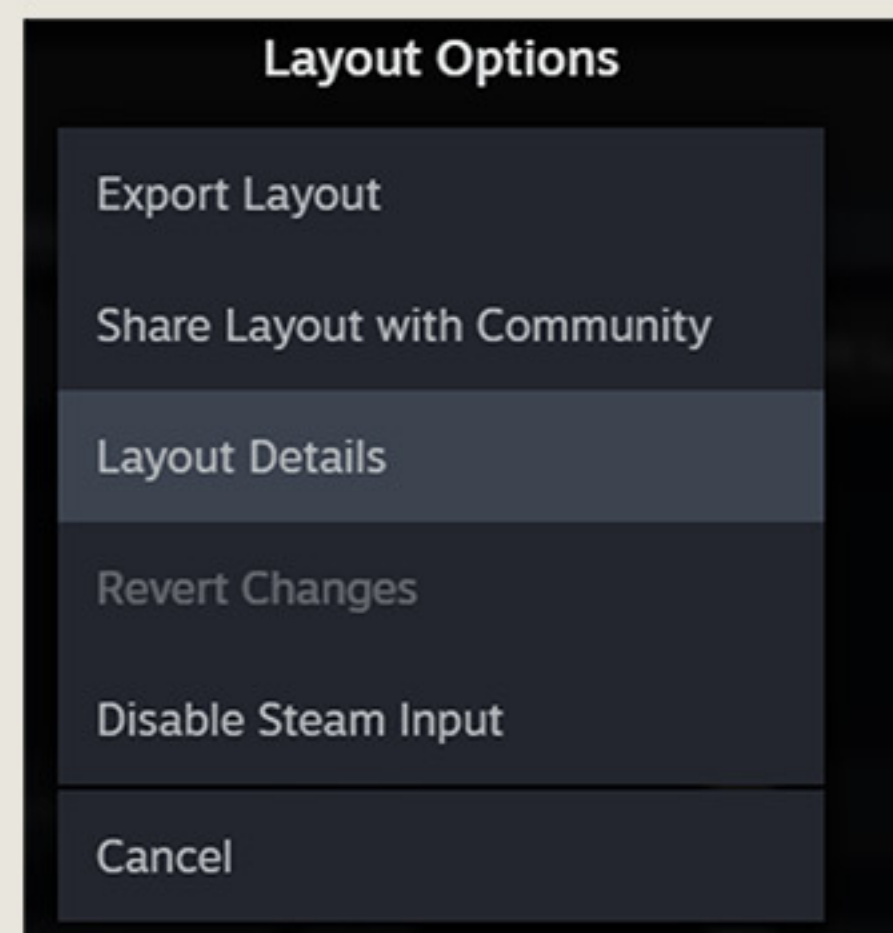 Layout Options
Export Layout
Share Layout with Community
Layout Details
Revert Changes
Disable Steam Input
Cancel